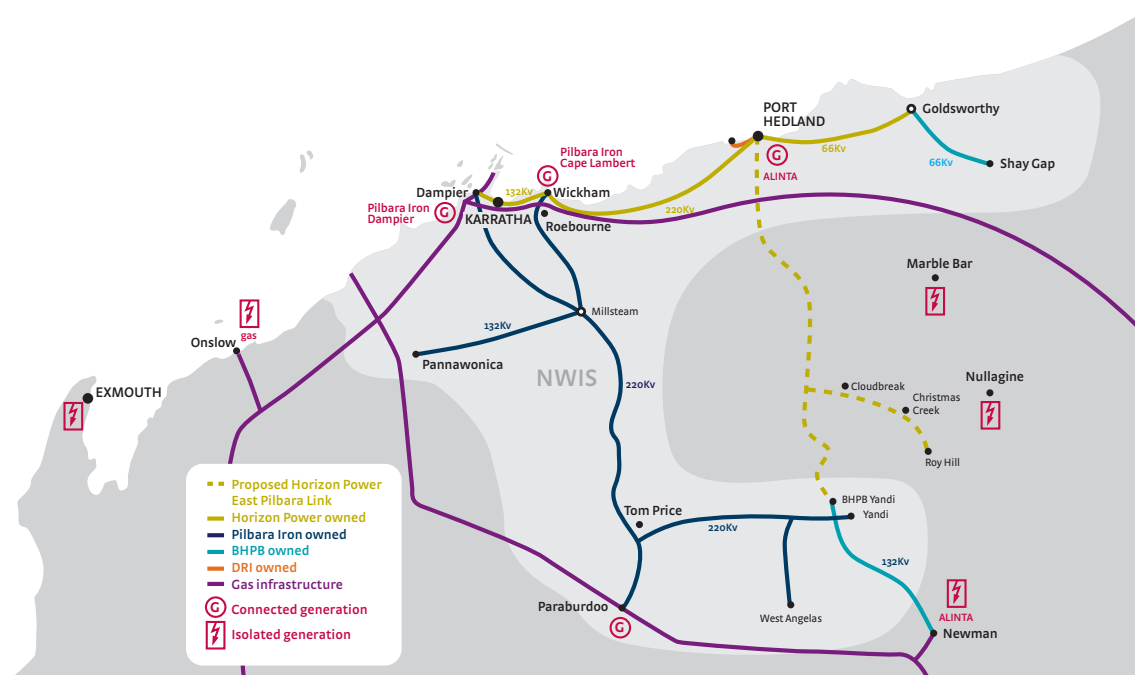 PORT
HEDLAND
Goldsworthy
66Kv
66Kv
Shay Gap
ALINTA
Pilbara Iron
Cape Lambert
Dampier
132Kv
Wickham
Pilbara Iron
Dampier
KARRATHA
Roebourne
220Kv
Marble Bar
Millsteam
132Kv
Pannawonica
gas
Onslow
EXMOUTH
NWIS
220Kv
Cloudbreak
Nullagine
Christmas
Creek
Roy Hill
BHPB Yandi
Yandi
Tom Price
220Kv
132Kv
Paraburdoo
West Angelas
ALINTA
Newman
G
G
G
G
Proposed Horizon Power
East Pilbara Link
Horizon Power owned
Pilbara Iron owned
BHPB owned
DRI owned
Gas infrastructure
G Connected generation
Isolated generation